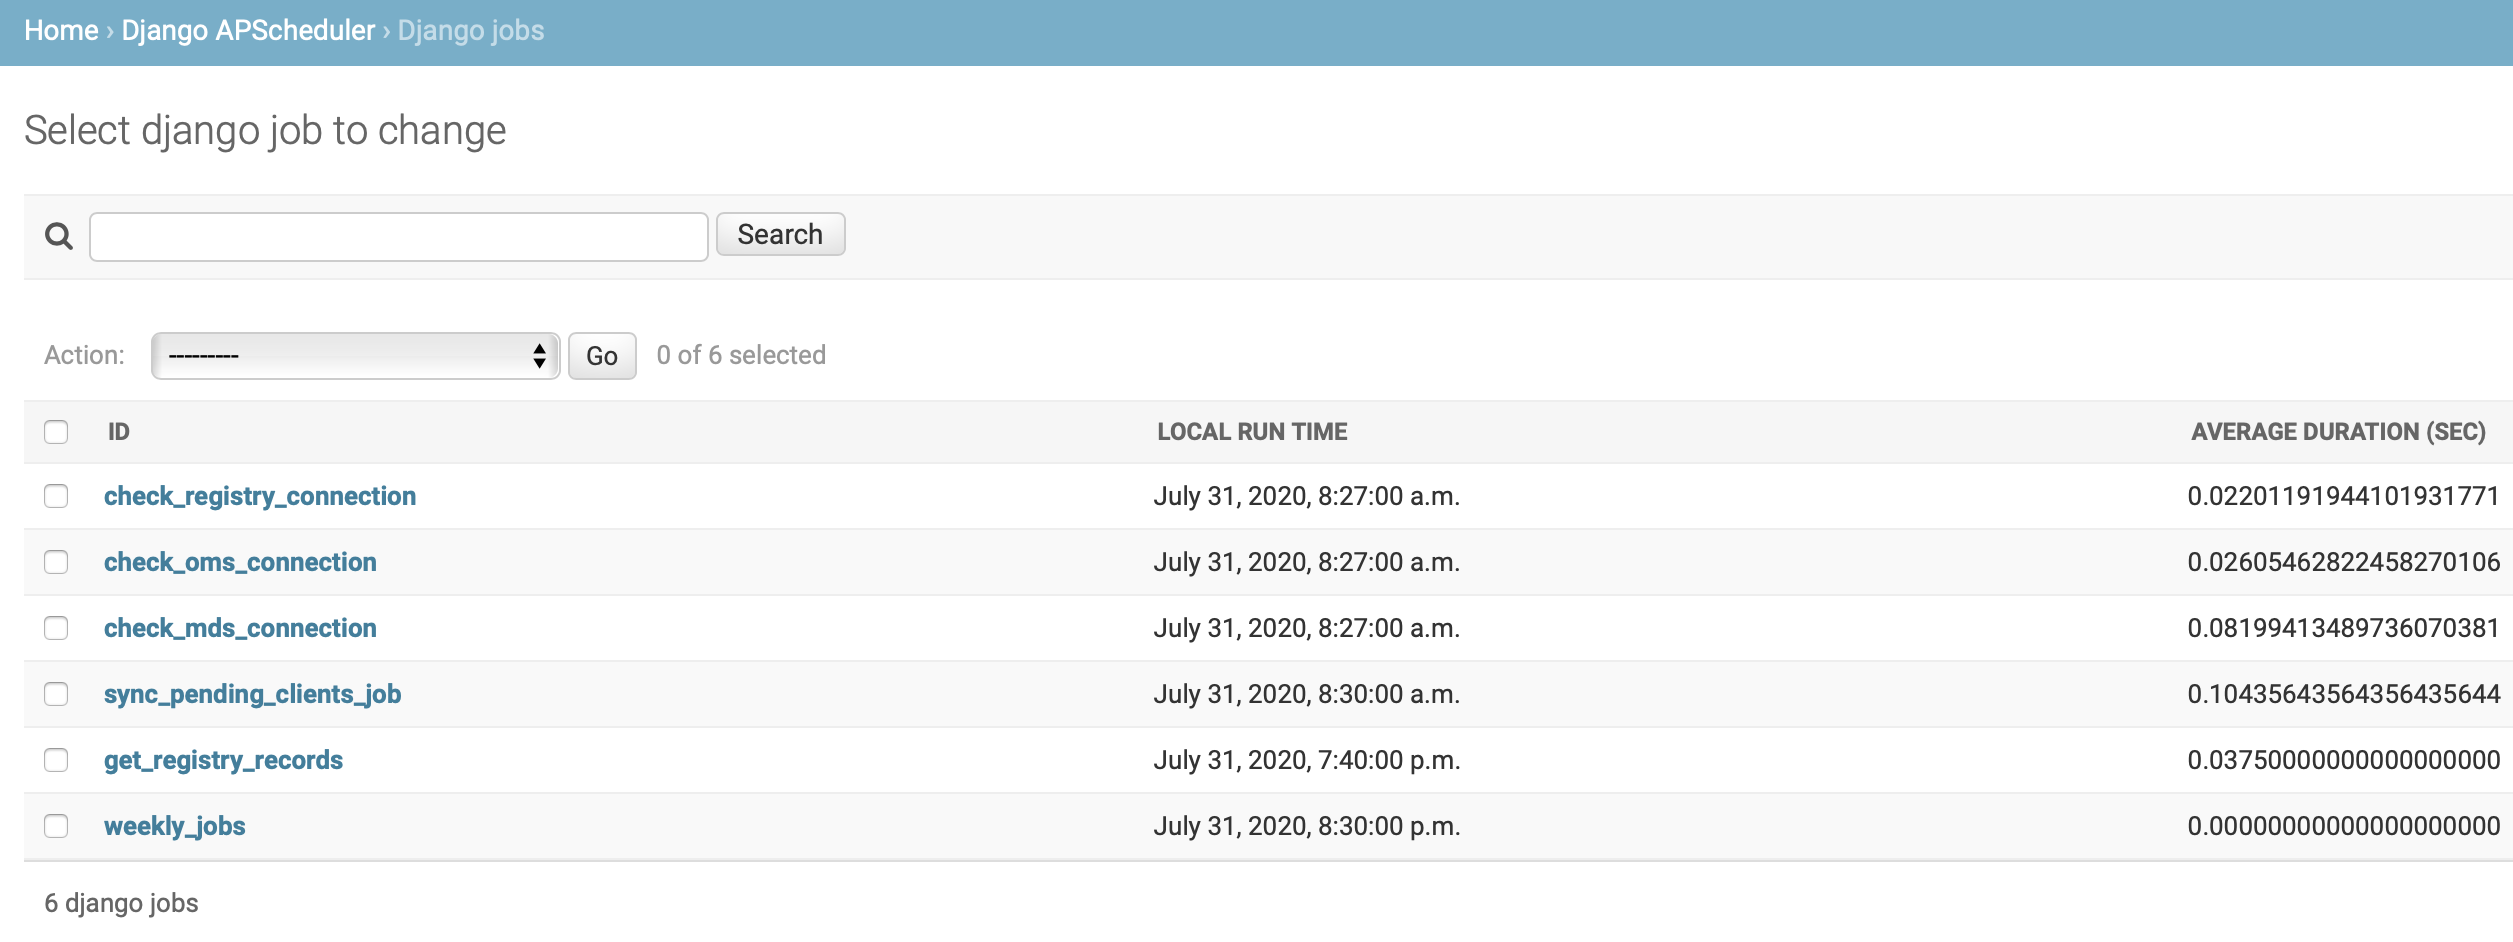 Home › Django APScheduler › Django jobs
Select django job to change
Search
Action: --------- Go 0 of 6 selected
ID LOCAL RUN TIME AVERAGE DURATION (SEC)
check_registry_connection July 31, 2020, 8:27:00 a.m. 0.02201191944101931771
check_oms_connection July 31, 2020, 8:27:00 a.m. 0.02605462822458270106
check_mds_connection July 31, 2020, 8:27:00 a.m. 0.08199413489736070381
sync_pending_clients_job July 31, 2020, 8:30:00 a.m. 0.10435643564356435644
get_registry_records July 31, 2020, 7:40:00 p.m. 0.03750000000000000000
weekly_jobs July 31, 2020, 8:30:00 p.m. 0.00000000000000000000
6 django jobs